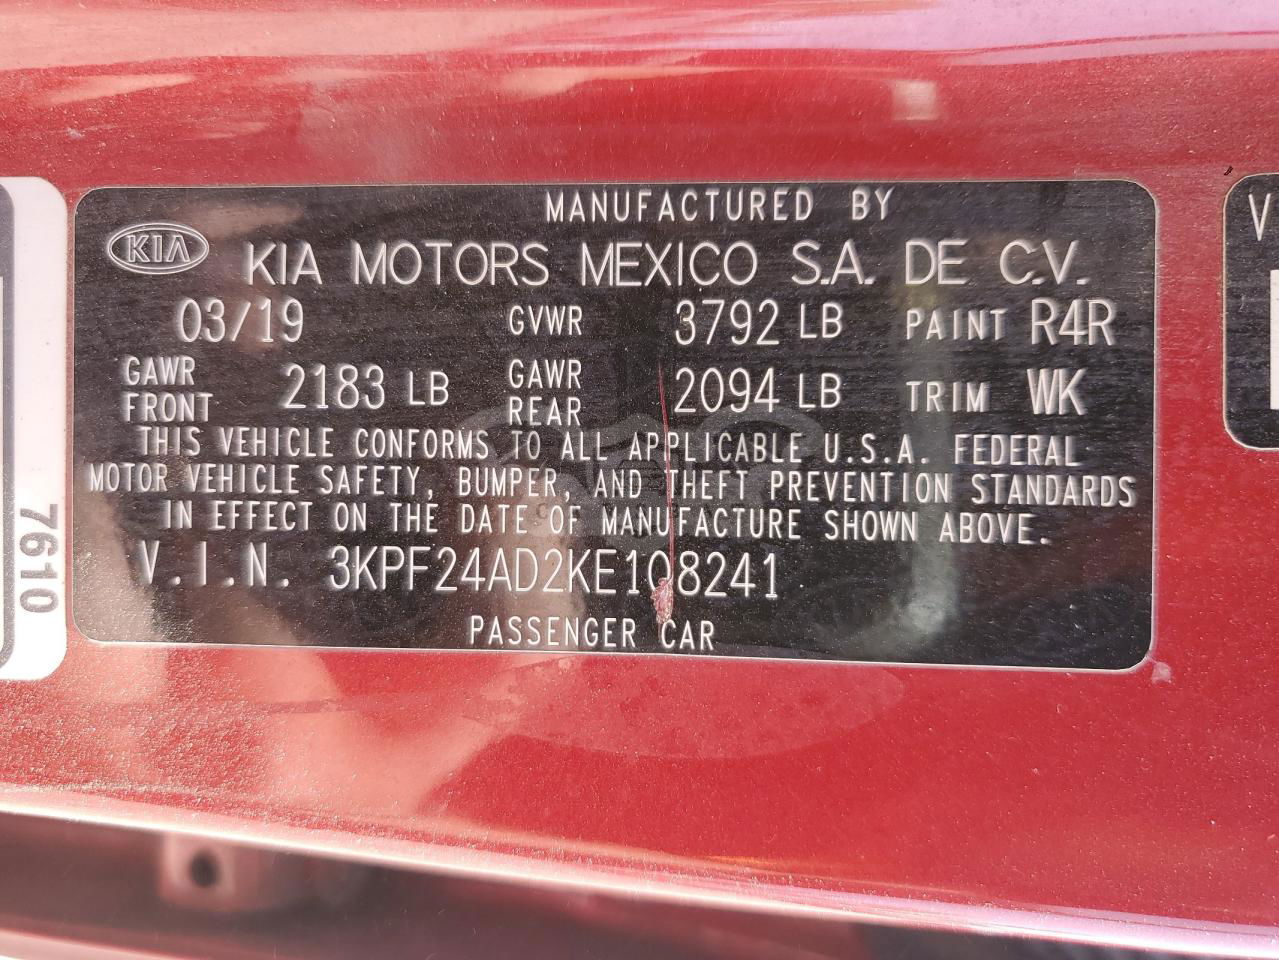 MANUFACTURED BY
KIA KIA MOTORS MEXICO S.A. DE C.V.
03/19 GVWR 3792 LB PAINT R4R
GAWR FRONT 2183 LB GAWR REAR 2094 LB TRIM WK
THIS VEHICLE CONFORMS TO ALL APPLICABLE U.S.A. FEDERAL
MOTOR VEHICLE SAFETY, BUMPER, AND THEFT PREVENTION STANDARDS
IN EFFECT ON THE DATE OF MANUFACTURE SHOWN ABOVE.
V.I.N. 3KPF24AD2KE108241
PASSENGER CAR
7610
V